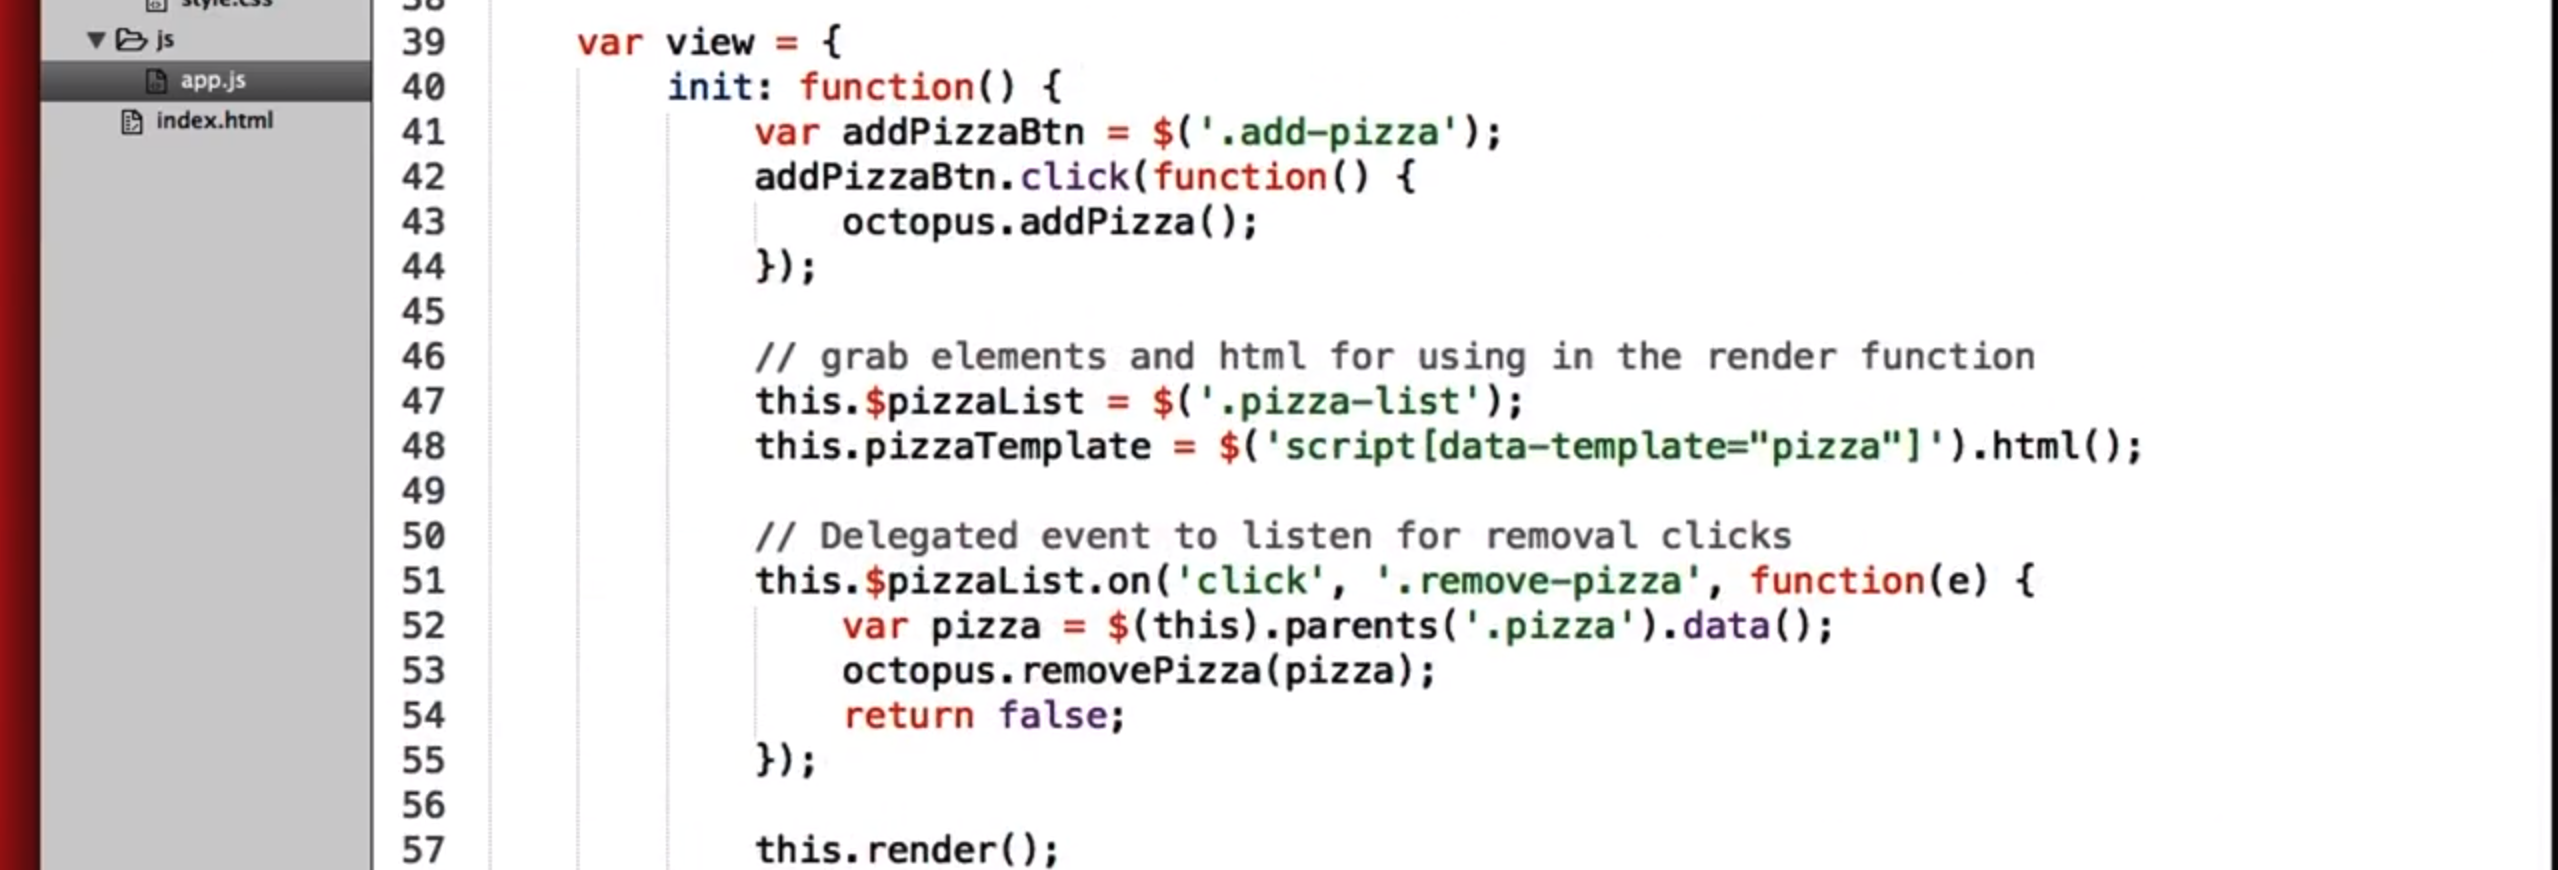 style.css
js
app.js
index.html
38
39 var view = {
40 init: function() {
41 var addPizzaBtn = $('.add-pizza');
42 addPizzaBtn.click(function() {
43 octopus.addPizza();
44 });
45
46 // grab elements and html for using in the render function
47 this.$pizzaList = $('.pizza-list');
48 this.pizzaTemplate = $('script[data-template="pizza"]').html();
49
50 // Delegated event to listen for removal clicks
51 this.$pizzaList.on('click', '.remove-pizza', function(e) {
52 var pizza = $(this).parents('.pizza').data();
53 octopus.removePizza(pizza);
54 return false;
55 });
56
57 this.render();